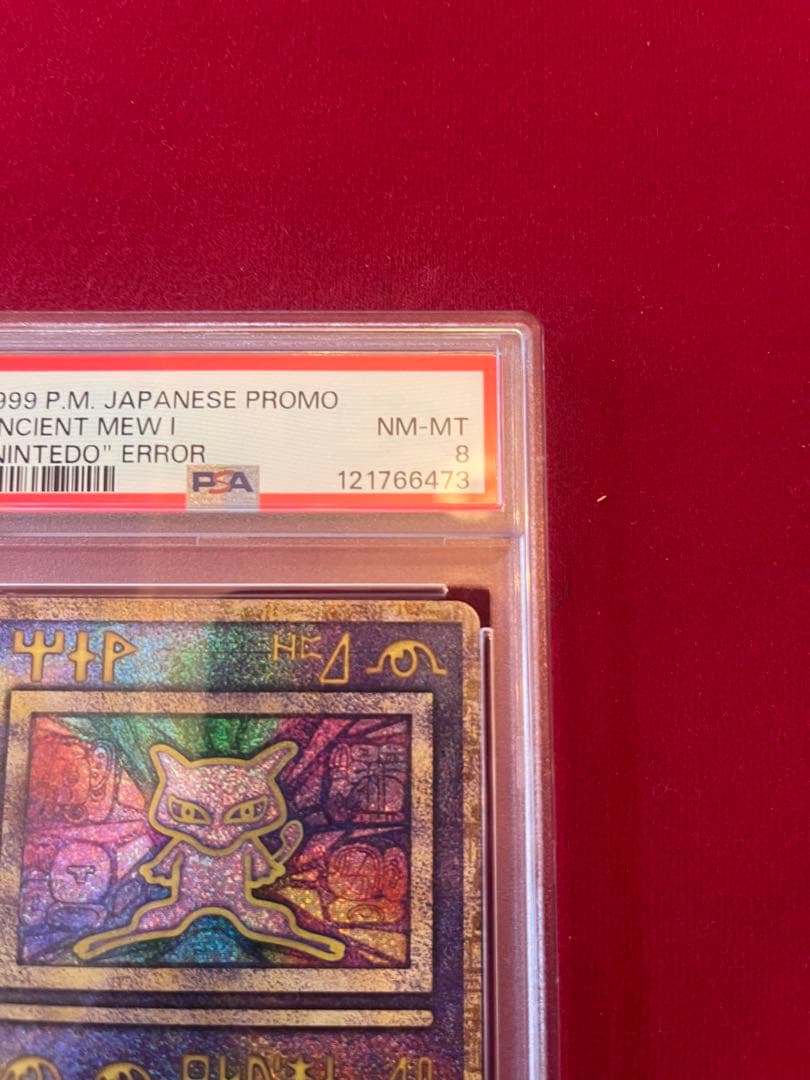 999 P.M. JAPANESE PROMO
NCIENT MEW I NM-MT
NINTEDO" ERROR 8
PSA 121766473